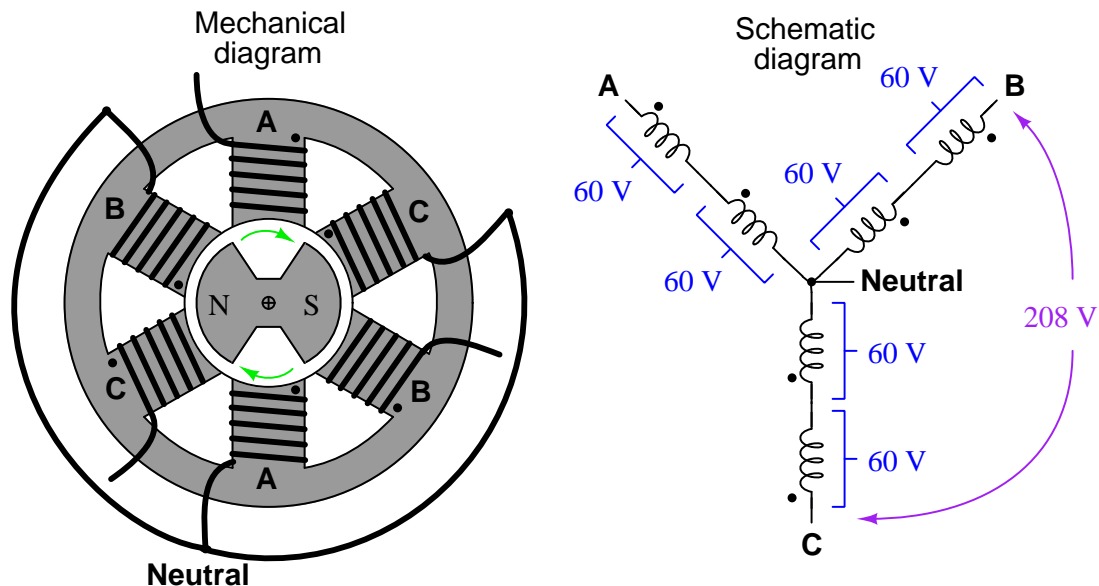 Mechanical
diagram
A
B
C
N
S
C
B
A
Neutral
Schematic
diagram
A
60 V
B
60 V
60 V
60 V
Neutral
208 V
60 V
60 V
C